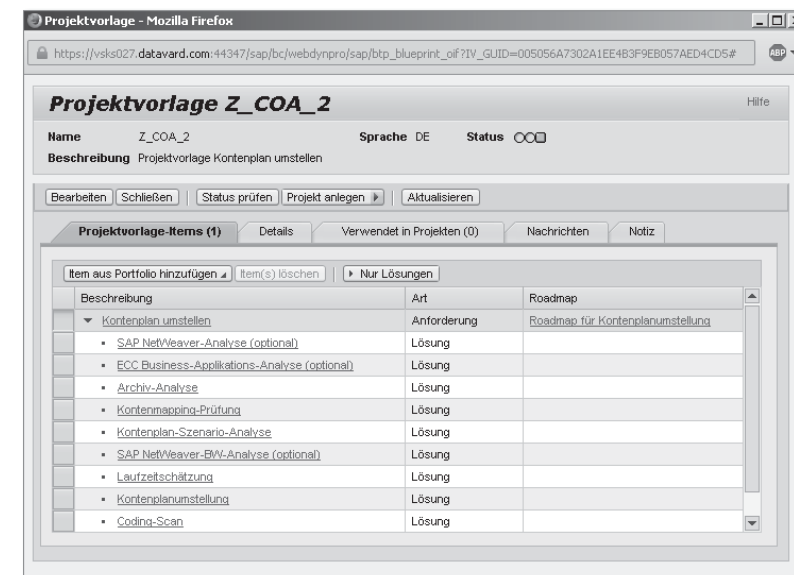 Projektvorlage - Mozilla Firefox
https://vsks027.datavard.com:44347/sap/bc/webdynpro/sap/btp_blueprint_oif?IV_GUID=005056A7302A1EE4B3F9EB057AED4CD5#
ABP
Projektvorlage Z_COA_2
Hilfe
Name Z_COA_2 Sprache DE Status
Beschreibung Projektvorlage Kontenplan umstellen
Bearbeiten Schließen Status prüfen Projekt anlegen Aktualisieren
Projektvorlage-Items (1) Details Verwendet in Projekten (0) Nachrichten Notiz
Item aus Portfolio hinzufügen Item(s) löschen Nur Lösungen
Beschreibung Art Roadmap
Kontenplan umstellen Anforderung Roadmap für Kontenplanumstellung
SAP NetWeaver-Analyse (optional) Lösung
ECC Business-Applikations-Analyse (optional) Lösung
Archiv-Analyse Lösung
Kontenmapping-Prüfung Lösung
Kontenplan-Szenario-Analyse Lösung
SAP NetWeaver-BW-Analyse (optional) Lösung
Laufzeitschätzung Lösung
Kontenplanumstellung Lösung
Coding-Scan Lösung